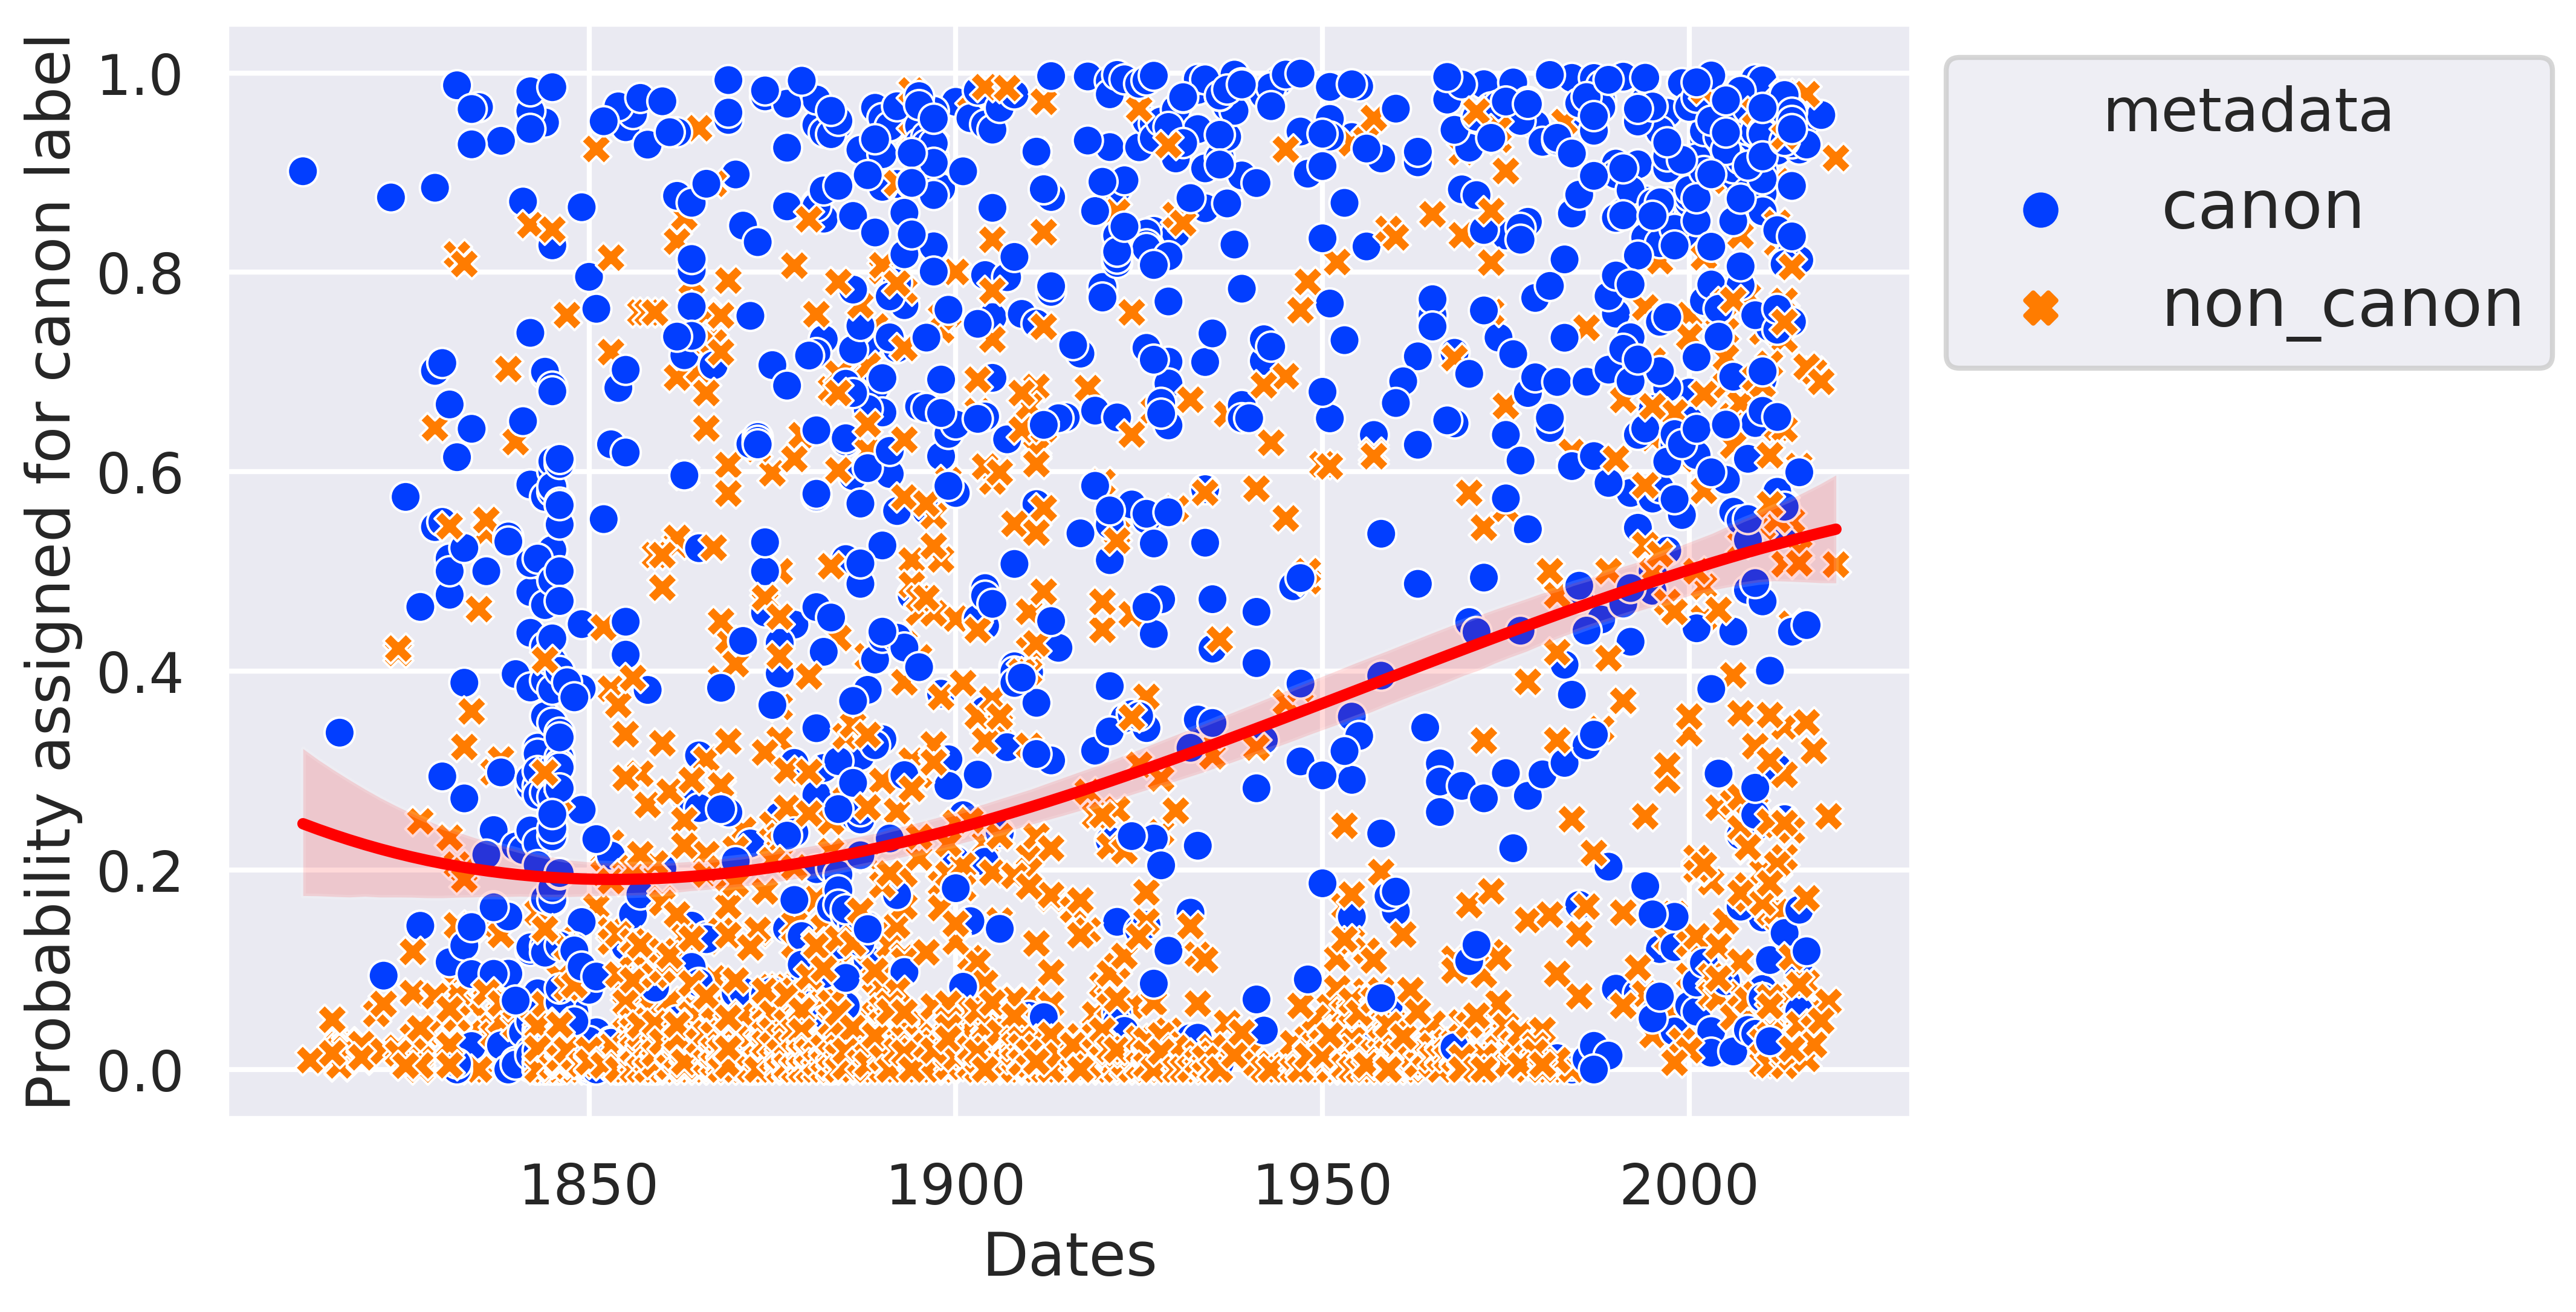 Probability assigned for canon label
1.0
0.8
0.6
0.4
0.2
0.0
1850
1900
1950
2000
Dates
metadata
canon
non_canon